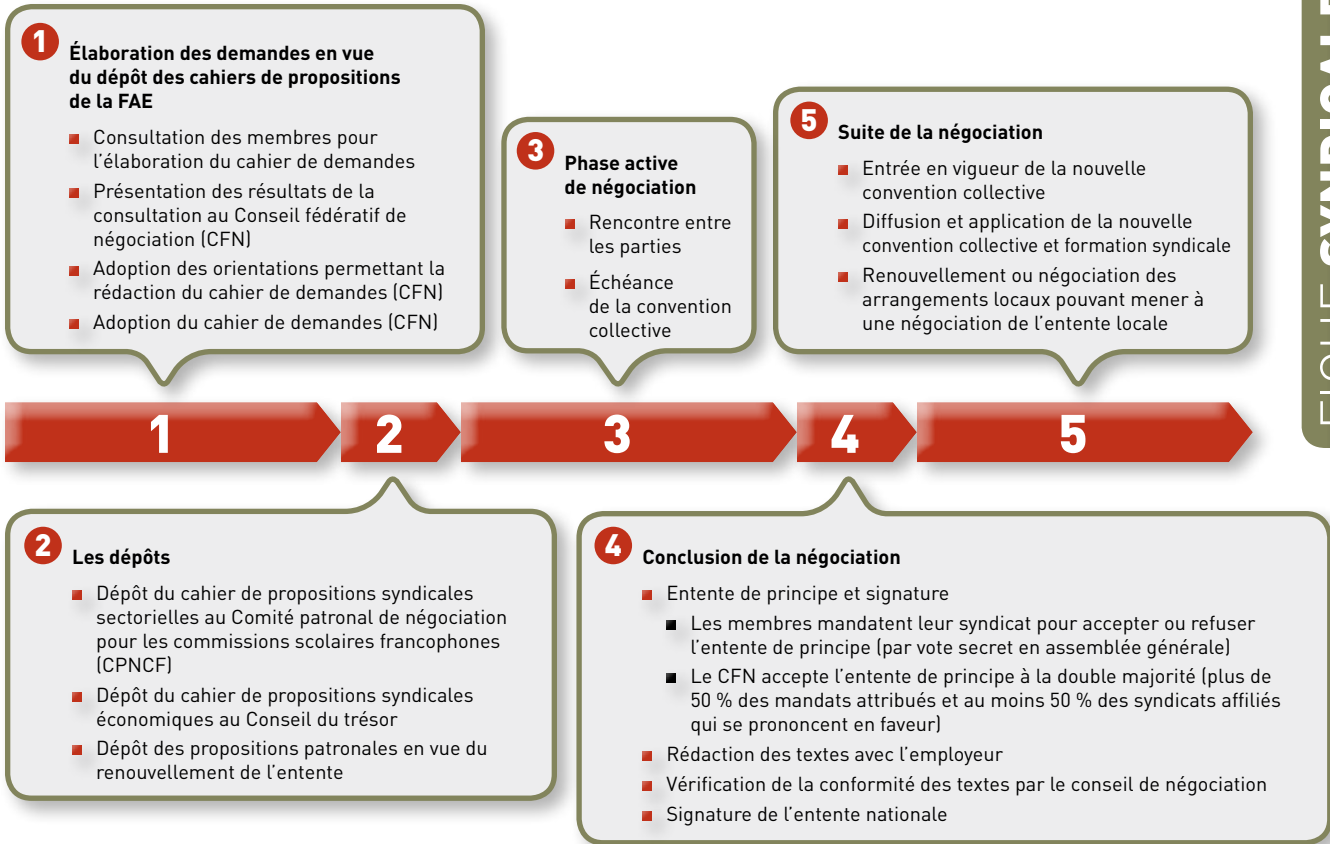 1
Élaboration des demandes en vue
du dépôt des cahiers de propositions
de la FAE
Consultation des membres pour
l’élaboration du cahier de demandes
Présentation des résultats de la
consultation au Conseil fédératif de
négociation (CFN)
Adoption des orientations permettant la
rédaction du cahier de demandes (CFN)
Adoption du cahier de demandes (CFN)
3
Phase active
de négociation
Rencontre entre
les parties
Échéance
de la convention
collective
5
Suite de la négociation
Entrée en vigueur de la nouvelle
convention collective
Diffusion et application de la nouvelle
convention collective et formation syndicale
Renouvellement ou négociation des
arrangements locaux pouvant mener à
une négociation de l’entente locale
1 2 3 4 5
2
Les dépôts
Dépôt du cahier de propositions syndicales
sectorielles au Comité patronal de négociation
pour les commissions scolaires francophones
(CPNCF)
Dépôt du cahier de propositions syndicales
économiques au Conseil du trésor
Dépôt des propositions patronales en vue du
renouvellement de l’entente
4
Conclusion de la négociation
Entente de principe et signature
Les membres mandatent leur syndicat pour accepter ou refuser
l’entente de principe (par vote secret en assemblée générale)
Le CFN accepte l’entente de principe à la double majorité (plus de
50 % des mandats attribués et au moins 50 % des syndicats affiliés
qui se prononcent en faveur)
Rédaction des textes avec l’employeur
Vérification de la conformité des textes par le conseil de négociation
Signature de l’entente nationale